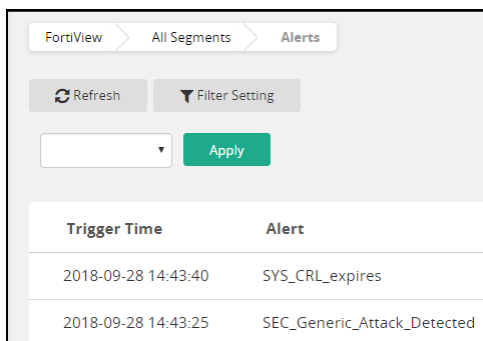 FortiView All Segments Alerts
Refresh Filter Setting
Apply
Trigger Time Alert
2018-09-28 14:43:40 SYS_CRL_expires
2018-09-28 14:43:25 SEC_Generic_Attack_Detected